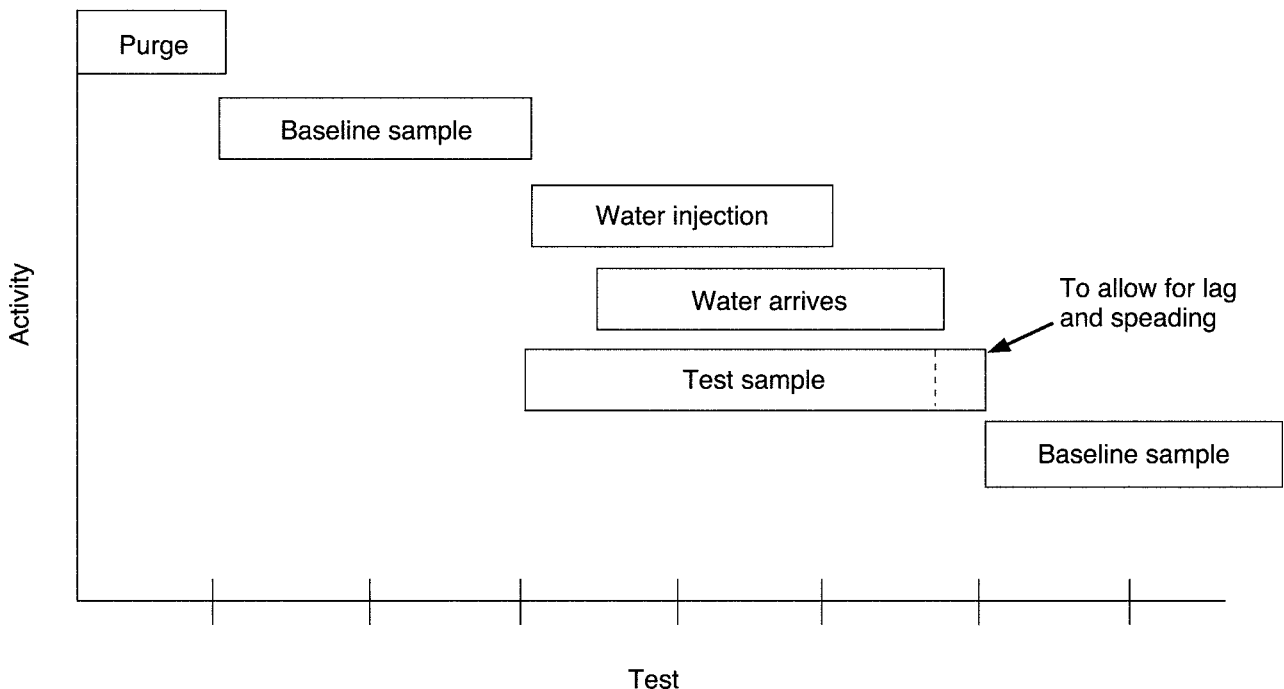 Purge
Baseline sample
Water injection
Water arrives
To allow for lag
and speading
Test sample
Baseline sample
Activity
Test